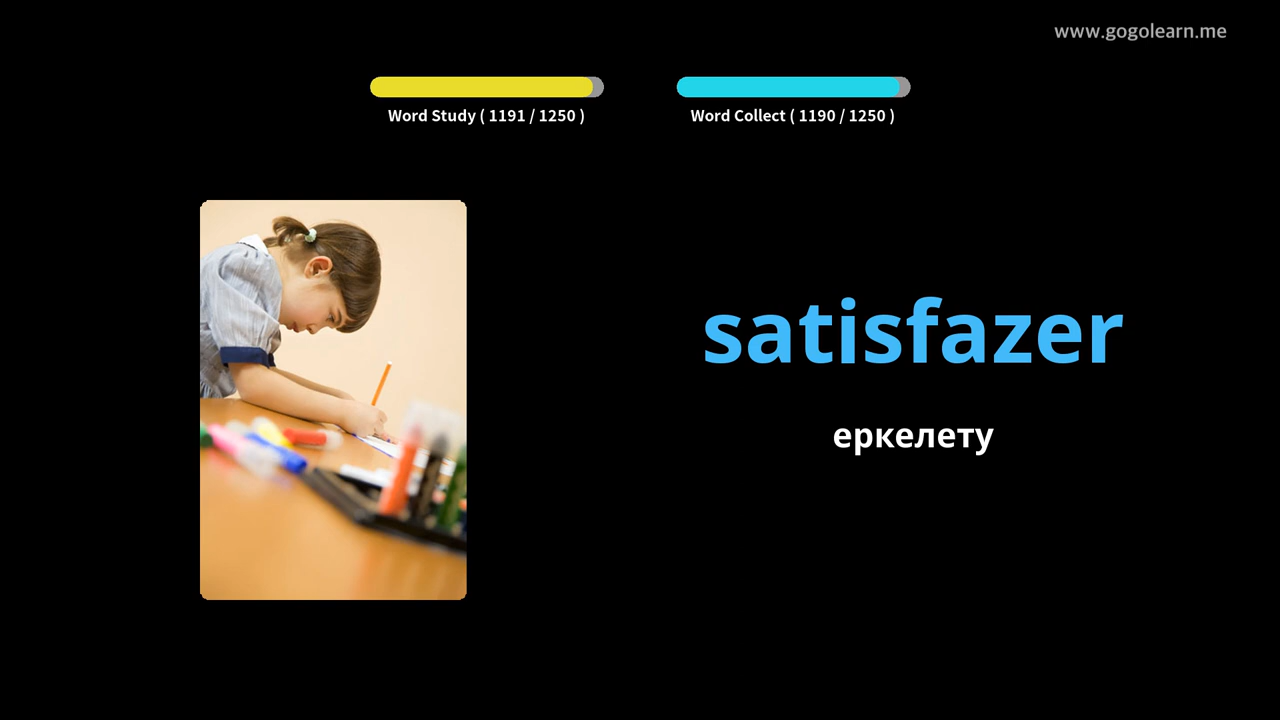 www.gogolearn.me
Word Study ( 1191 / 1250 )
Word Collect ( 1190 / 1250 )
satisfazer
еркелету